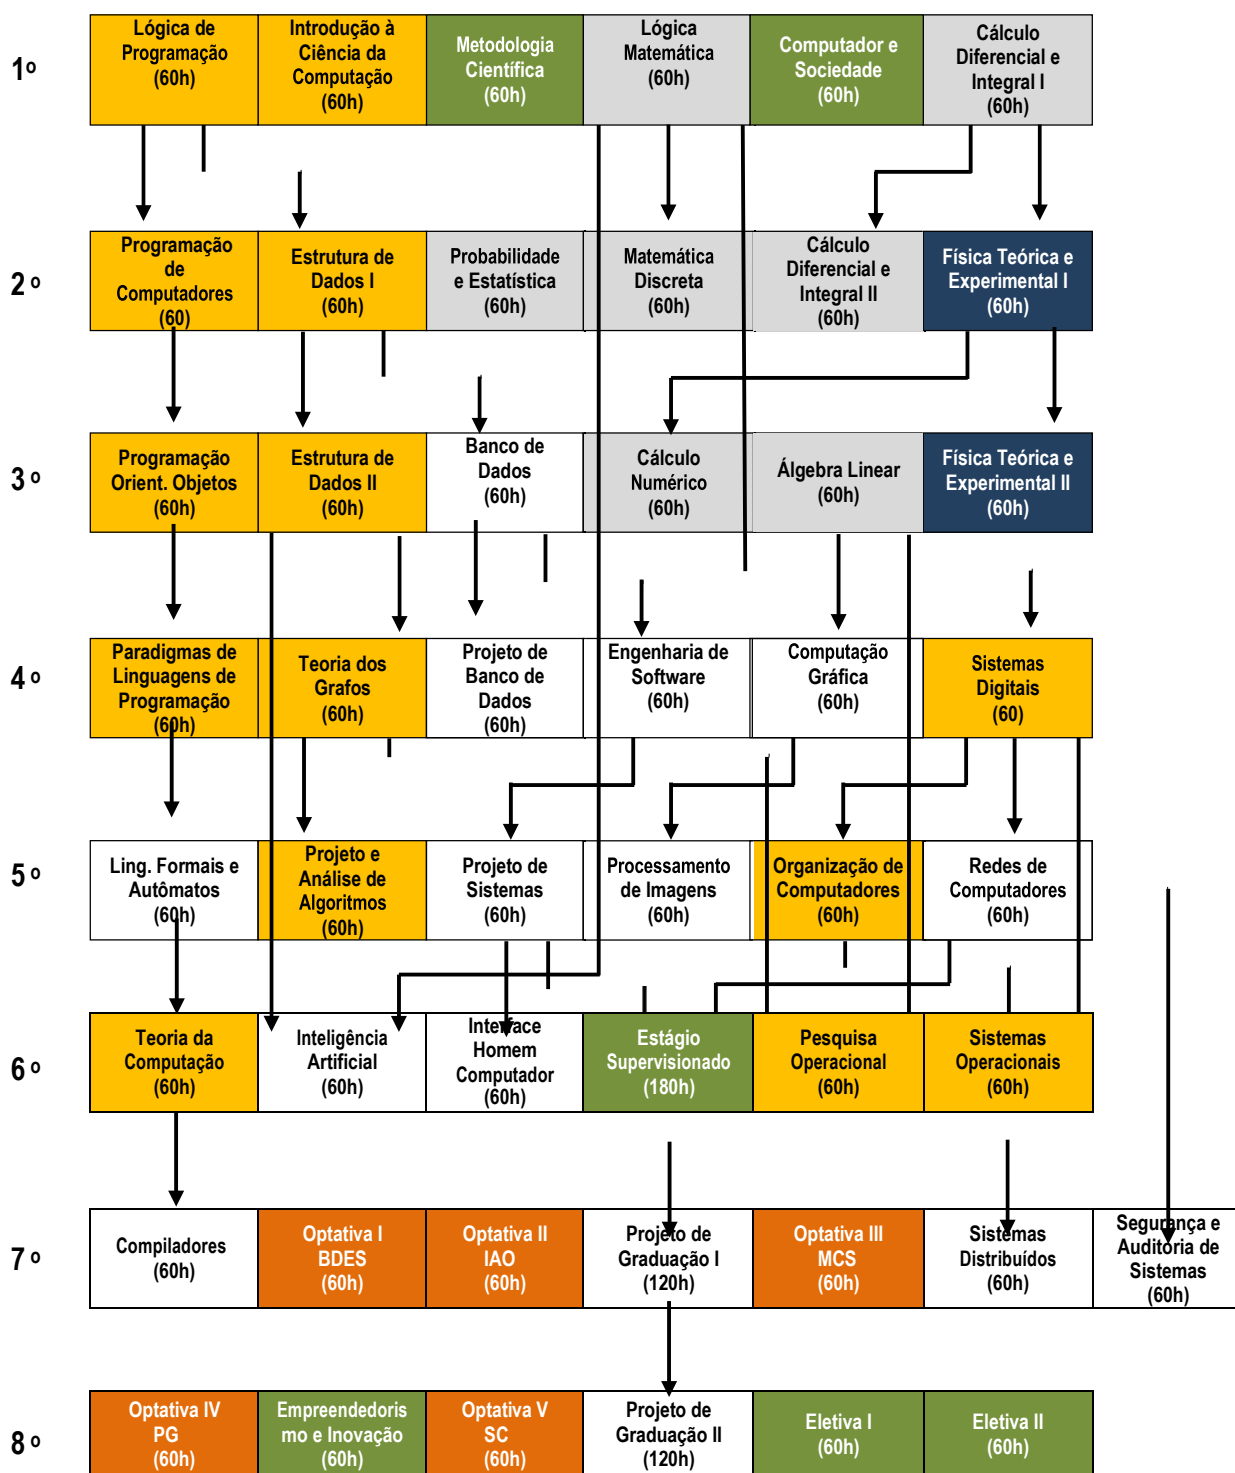 1º
Lógica de
Programação
(60h)
Introdução à
Ciência da
Computação
(60h)
Metodologia
Científica
(60h)
Lógica
Matemática
(60h)
Computador e
Sociedade
(60h)
Cálculo
Diferencial e
Integral I
(60h)
2º
Programação
de
Computadores
(60)
Estrutura de
Dados I
(60h)
Probabilidade
e Estatística
(60h)
Matemática
Discreta
(60h)
Cálculo
Diferencial e
Integral II
(60h)
Física Teórica e
Experimental I
(60h)
3º
Programação
Orient. Objetos
(60h)
Estrutura de
Dados II
(60h)
Banco de
Dados
(60h)
Cálculo
Numérico
(60h)
Álgebra Linear
(60h)
Física Teórica e
Experimental II
(60h)
4º
Paradigmas de
Linguagens de
Programação
(60h)
Teoria dos
Grafos
(60h)
Projeto de
Banco de
Dados
(60h)
Engenharia de
Software
(60h)
Computação
Gráfica
(60h)
Sistemas
Digitais
(60)
5º
Ling. Formais e
Autômatos
(60h)
Projeto e
Análise de
Algoritmos
(60h)
Projeto de
Sistemas
(60h)
Processamento
de Imagens
(60h)
Organização de
Computadores
(60h)
Redes de
Computadores
(60h)
6º
Teoria da
Computação
(60h)
Inteligência
Artificial
(60h)
Interface
Homem
Computador
(60h)
Estágio
Supervisionado
(180h)
Pesquisa
Operacional
(60h)
Sistemas
Operacionais
(60h)
7º
Compiladores
(60h)
Optativa I
BDES
(60h)
Optativa II
IAO
(60h)
Projeto de
Graduação I
(120h)
Optativa III
MCS
(60h)
Sistemas
Distribuídos
(60h)
Segurança e
Auditoria de
Sistemas
(60h)
8º
Optativa IV
PG
(60h)
Empreendedoris
mo e Inovação
(60h)
Optativa V
SC
(60h)
Projeto de
Graduação II
(120h)
Eletiva I
(60h)
Eletiva II
(60h)